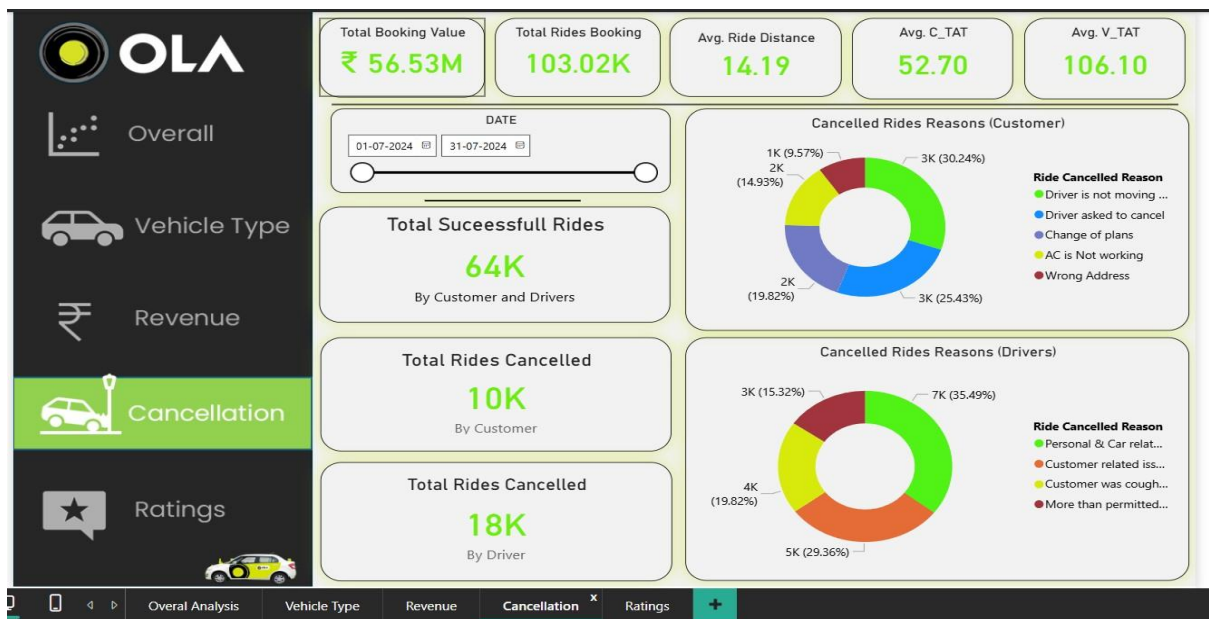 OLA
Overall
Vehicle Type
Revenue
Cancellation
Ratings
Total Booking Value
₹ 56.53M
Total Rides Booking
103.02K
Avg. Ride Distance
14.19
Avg. C_TAT
52.70
Avg. V_TAT
106.10
DATE
01-07-2024
31-07-2024
Total Suceessfull Rides
64K
By Customer and Drivers
Total Rides Cancelled
10K
By Customer
Total Rides Cancelled
18K
By Driver
Cancelled Rides Reasons (Customer)
1K (9.57%)
3K (30.24%)
2K
(14.93%)
2K
(19.82%)
3K (25.43%)
Ride Cancelled Reason
Driver is not moving ...
Driver asked to cancel
Change of plans
AC is Not working
Wrong Address
Cancelled Rides Reasons (Drivers)
3K (15.32%)
7K (35.49%)
4K
(19.82%)
5K (29.36%)
Ride Cancelled Reason
Personal & Car relat...
Customer related iss...
Customer was cough...
More than permitted...
Overal Analysis
Vehicle Type
Revenue
Cancellation x
Ratings
+